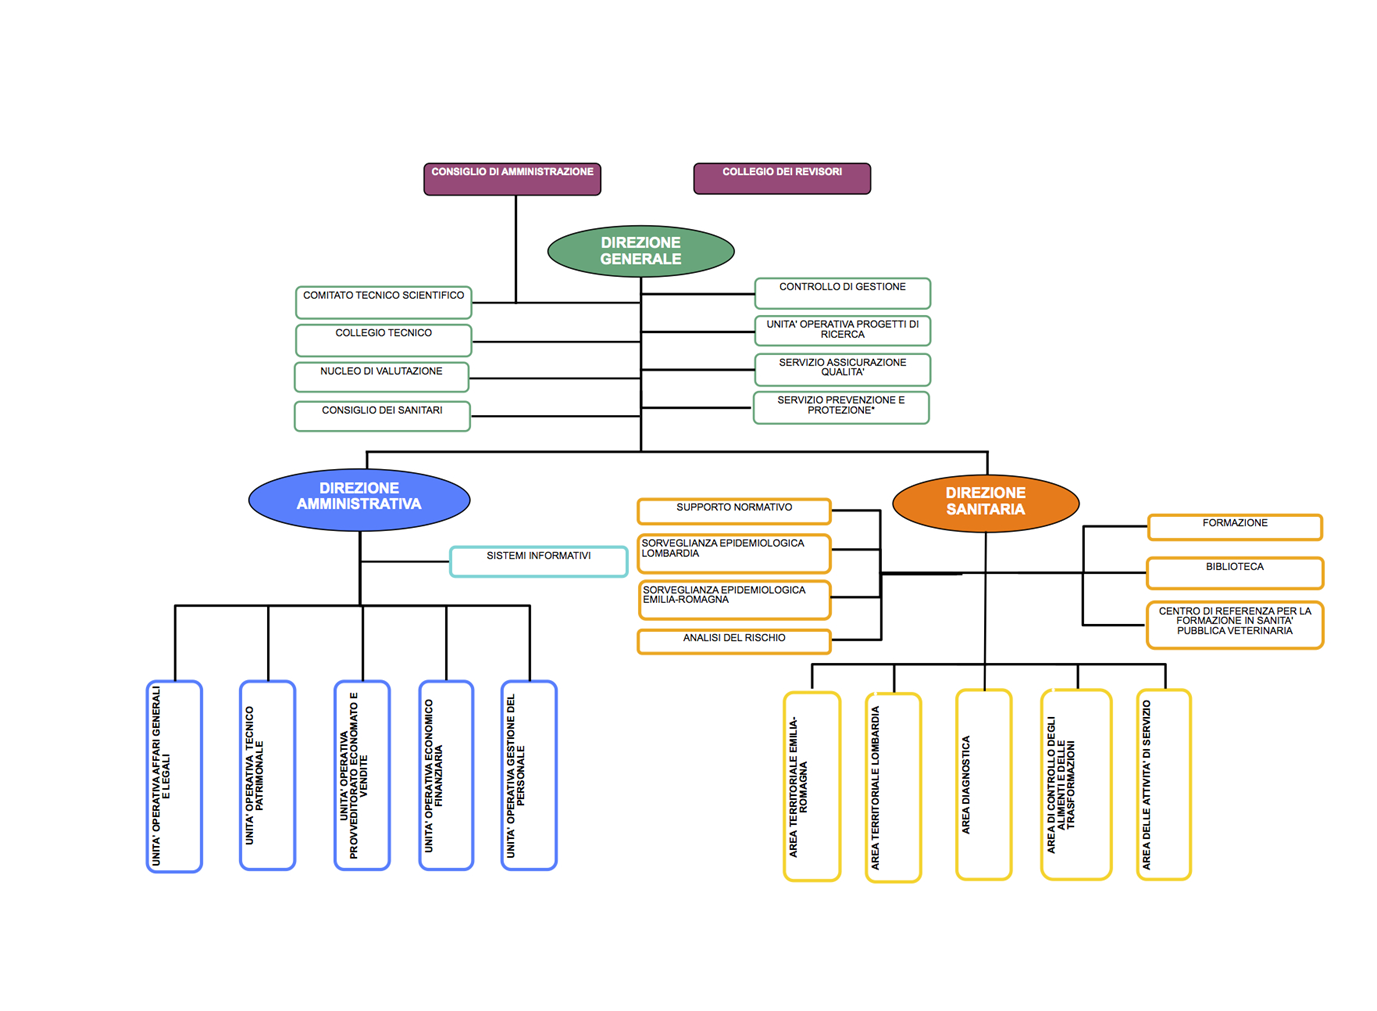 CONSIGLIO DI AMMINISTRAZIONE
COLLEGIO DEI REVISORI
DIREZIONE
GENERALE
COMITATO TECNICO SCIENTIFICO
COLLEGIO TECNICO
NUCLEO DI VALUTAZIONE
CONSIGLIO DEI SANITARI
CONTROLLO DI GESTIONE
UNITA' OPERATIVA PROGETTI DI
RICERCA
SERVIZIO ASSICURAZIONE
QUALITA'
SERVIZIO PREVENZIONE E
PROTEZIONE*
DIREZIONE
AMMINISTRATIVA
DIREZIONE
SANITARIA
SISTEMI INFORMATIVI
SUPPORTO NORMATIVO
SORVEGLIANZA EPIDEMIOLOGICA
LOMBARDIA
SORVEGLIANZA EPIDEMIOLOGICA
EMILIA-ROMAGNA
ANALISI DEL RISCHIO
FORMAZIONE
BIBLIOTECA
CENTRO DI REFERENZA PER LA
FORMAZIONE IN SANITA'
PUBBLICA VETERINARIA
UNITA' OPERATIVA AFFARI GENERALI
E LEGALI
UNITA' OPERATIVA TECNICO
PATRIMONIALE
UNITA' OPERATIVA
PROVVEDITORATO ECONOMATO E
VENDITE
UNITA' OPERATIVA ECONOMICO
FINANZIARIA
UNITA' OPERATIVA GESTIONE DEL
PERSONALE
AREA TERRITORIALE EMILIA-
ROMAGNA
AREA TERRITORIALE LOMBARDIA
AREA DIAGNOSTICA
AREA DI CONTROLLO DEGLI
ALIMENTI E DELLE
TRASFORMAZIONI
AREA DELLE ATTIVITA' DI SERVIZIO